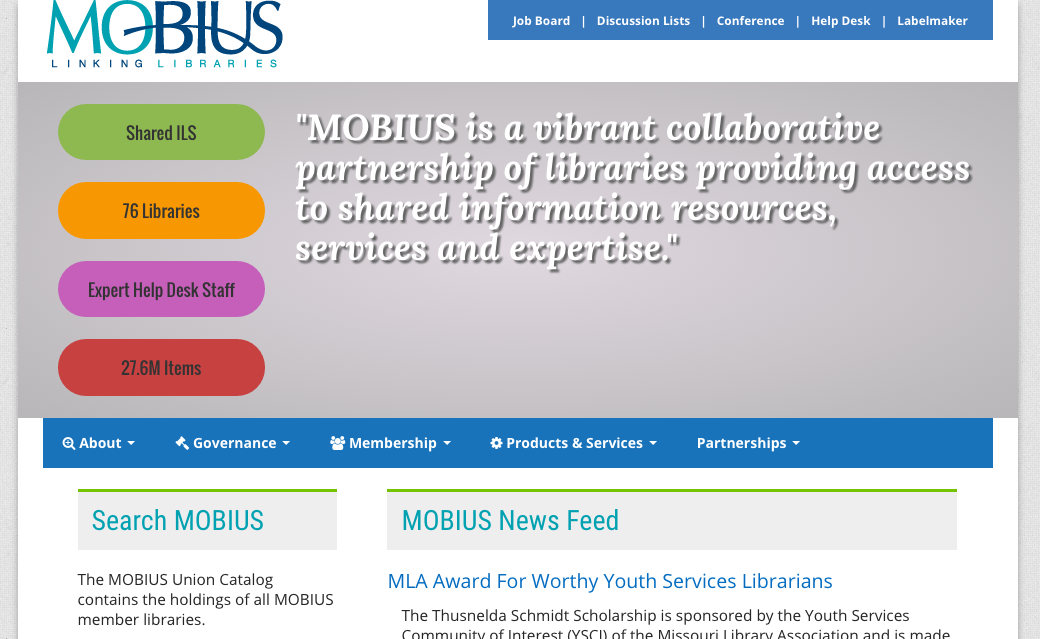 MOBIUS
LINKING LIBRARIES
Job Board | Discussion Lists | Conference | Help Desk | Labelmaker
Shared ILS
76 Libraries
Expert Help Desk Staff
27.6M Items
"MOBIUS is a vibrant collaborative
partnership of libraries providing access
to shared information resources,
services and expertise."
About Governance Membership Products & Services Partnerships
Search MOBIUS
The MOBIUS Union Catalog
contains the holdings of all MOBIUS
member libraries.
MOBIUS News Feed
MLA Award For Worthy Youth Services Librarians
The Thusnelda Schmidt Scholarship is sponsored by the Youth Services
Community of Interest (YSCI) of the Missouri Library Association and is made